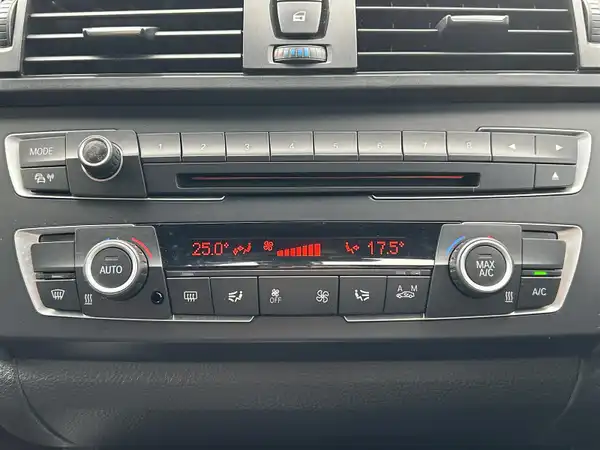 MODE 1 2 3 4 5 6 7 8
25.0° 17.5°
AUTO MAX A/C
OFF A M A/C